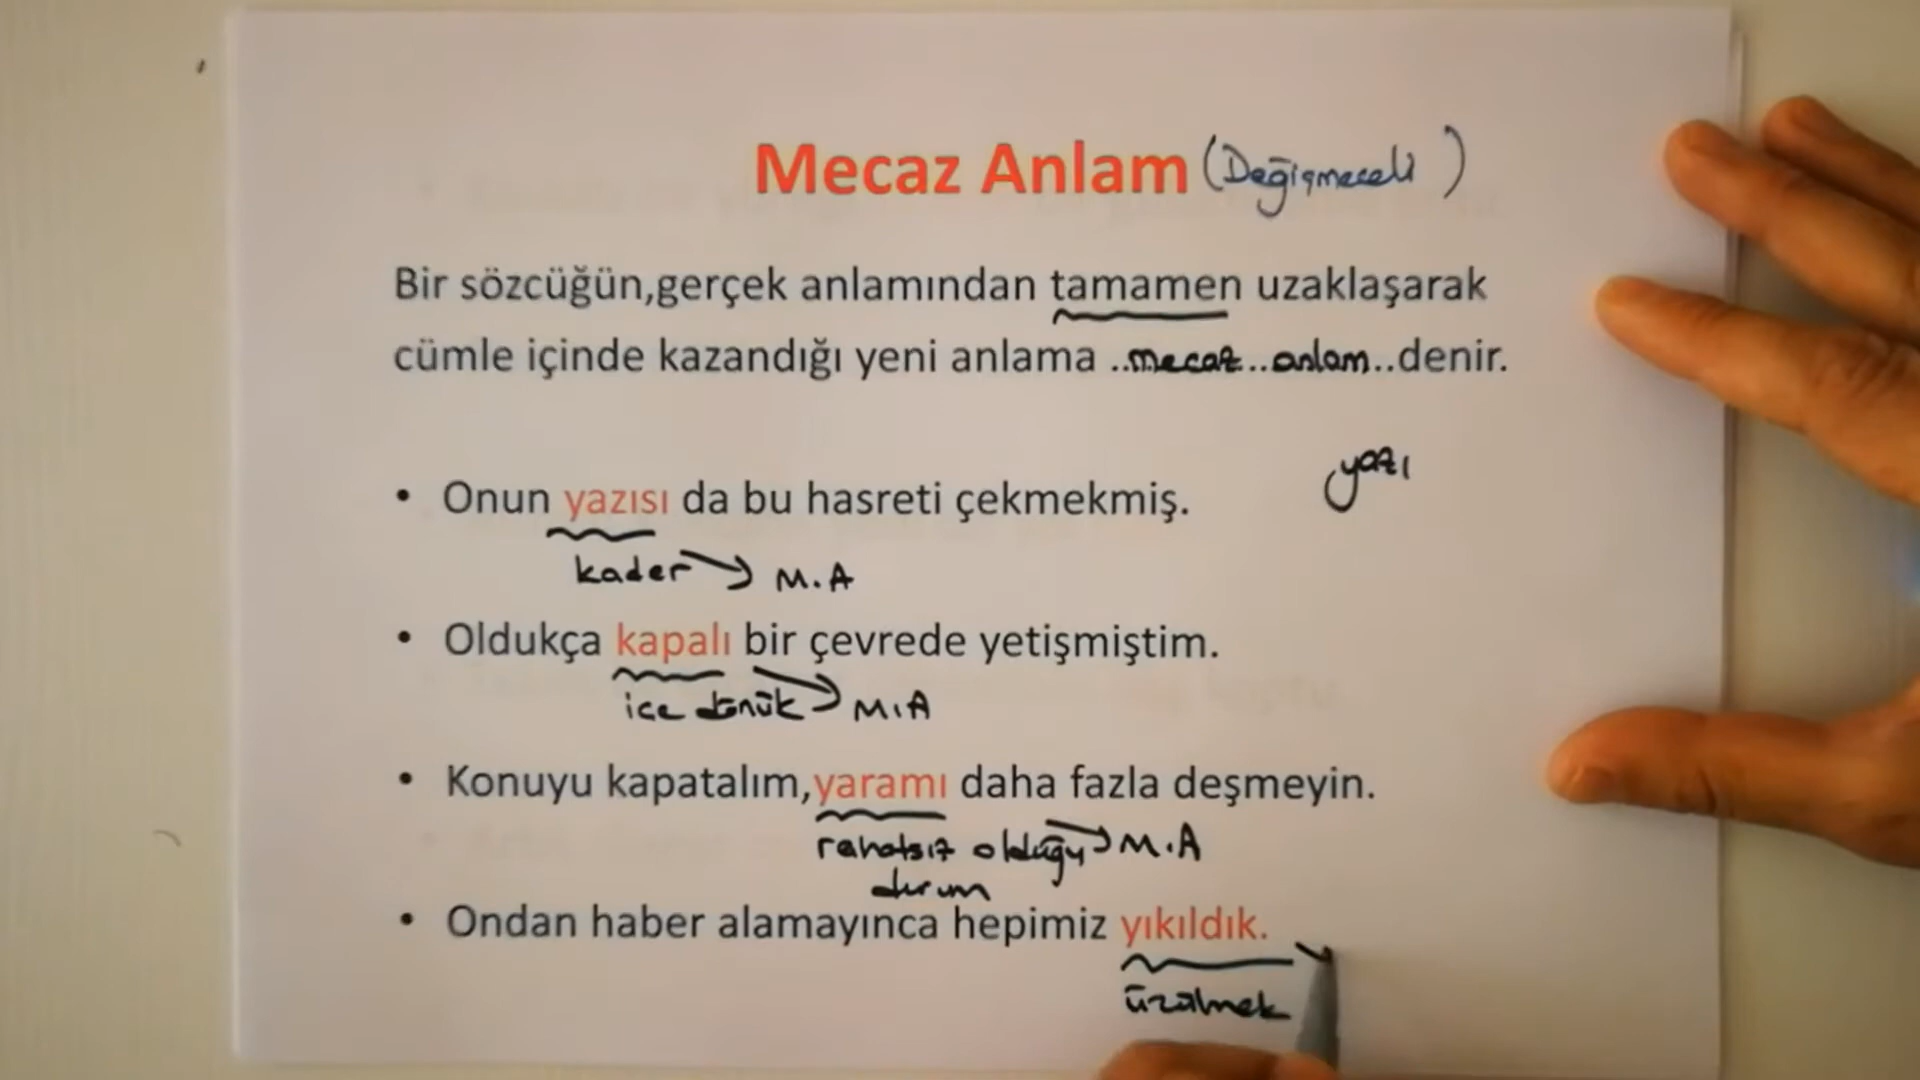 Mecaz Anlam (Değişmeceli)
Bir sözcüğün,gerçek anlamından tamamen uzaklaşarak
cümle içinde kazandığı yeni anlama ..mecaz..anlam..denir.
yazı
• Onun yazısı da bu hasreti çekmekmiş.
kader → M.A
• Oldukça kapalı bir çevrede yetişmiştim.
içe dönük → M.A
• Konuyu kapatalım,yaramı daha fazla deşmeyin.
rahatsız olduğu → M.A
durum
• Ondan haber alamayınca hepimiz yıkıldık.
üzülmek